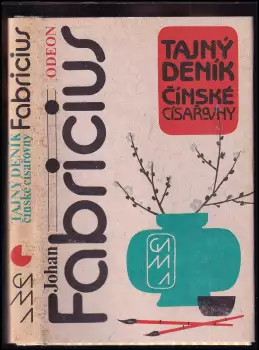 Fabricius
TAJNÝ DENÍK
čínské císařovny
Johan
Fabricius
ODEON
TAJNÝ
DENÍK
ČÍNSKÉ
CÍSAŘOVNY
GAMA